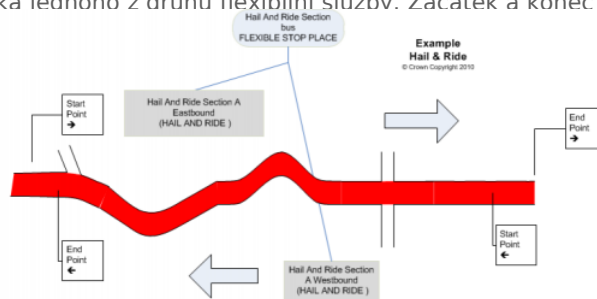 jednoho z druhů flexibilní služby. Začátek a konec
Hail And Ride Section
bus
FLEXIBLE STOP PLACE
Example
Hail & Ride
© Crown Copyright 2010
Start
Point
→
Hail And Ride Section A
Eastbound
(HAIL AND RIDE )
End
Point
→
End
Point
←
Start
Point
←
Hail And Ride Section
A Westbound
(HAIL AND RIDE )